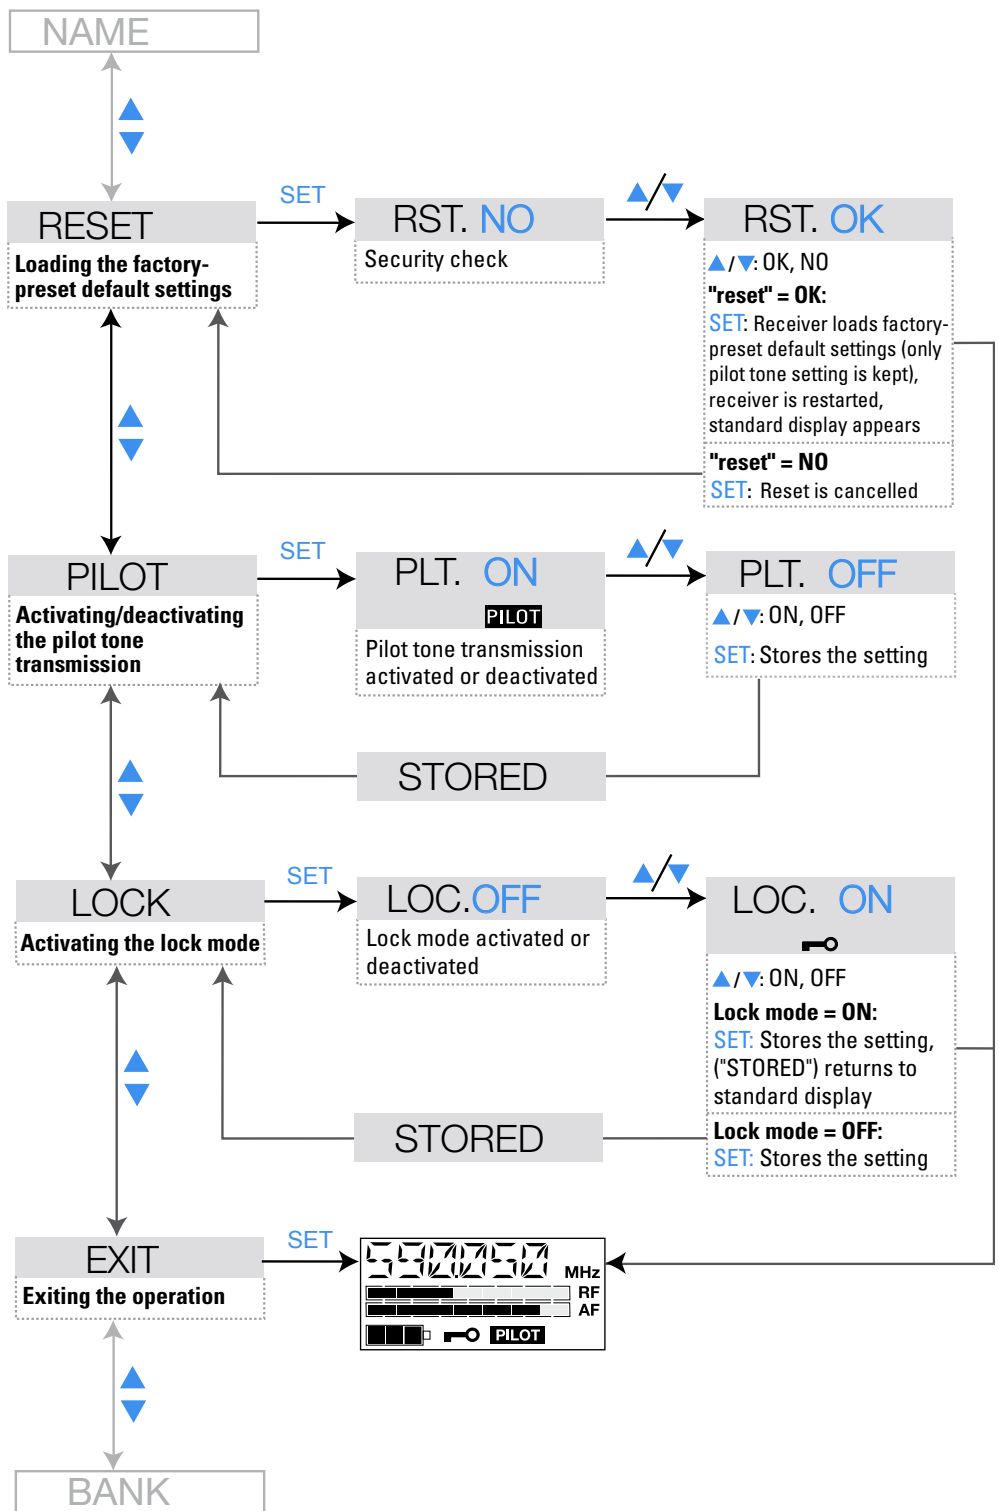 NAME
RESET
Loading the factory-
preset default settings
SET
RST. NO
Security check
/
RST. OK
/ : OK, NO
"reset" = OK:
SET: Receiver loads factory-
preset default settings (only
pilot tone setting is kept),
receiver is restarted,
standard display appears
"reset" = NO
SET: Reset is cancelled
PILOT
Activating/deactivating
the pilot tone
transmission
SET
PLT. ON
PILOT
Pilot tone transmission
activated or deactivated
/
PLT. OFF
/ : ON, OFF
SET: Stores the setting
STORED
LOCK
Activating the lock mode
SET
LOC.OFF
Lock mode activated or
deactivated
/
LOC. ON
/ : ON, OFF
Lock mode = ON:
SET: Stores the setting,
("STORED") returns to
standard display
Lock mode = OFF:
SET: Stores the setting
STORED
EXIT
Exiting the operation
SET
590.050 MHz
RF
AF
PILOT
BANK